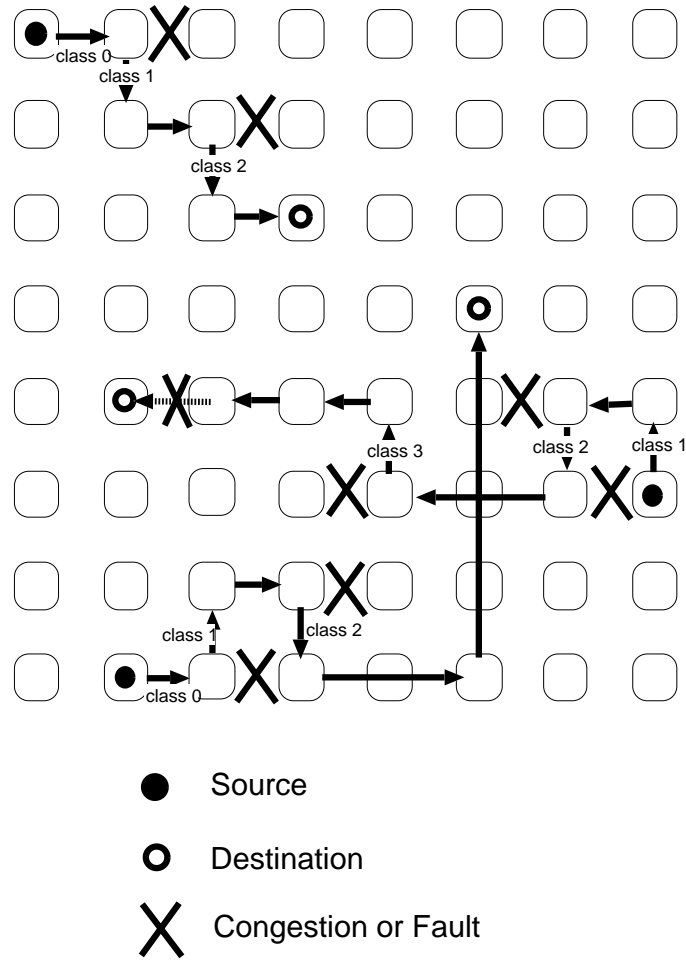 class 0
class 1
class 2
class 3
class 2
class 1
class 1
class 2
class 0
Source
Destination
Congestion or Fault